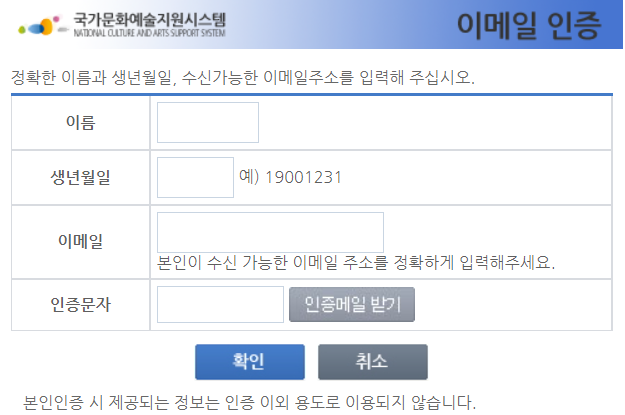 국가문화예술지원시스템
NATIONAL CULTURE AND ARTS SUPPORT SYSTEM
이메일 인증
정확한 이름과 생년월일, 수신가능한 이메일주소를 입력해 주십시오.
이름
생년월일
예) 19001231
이메일
본인이 수신 가능한 이메일 주소를 정확하게 입력해주세요.
인증문자
인증메일 받기
확인
취소
본인인증 시 제공되는 정보는 인증 이외 용도로 이용되지 않습니다.